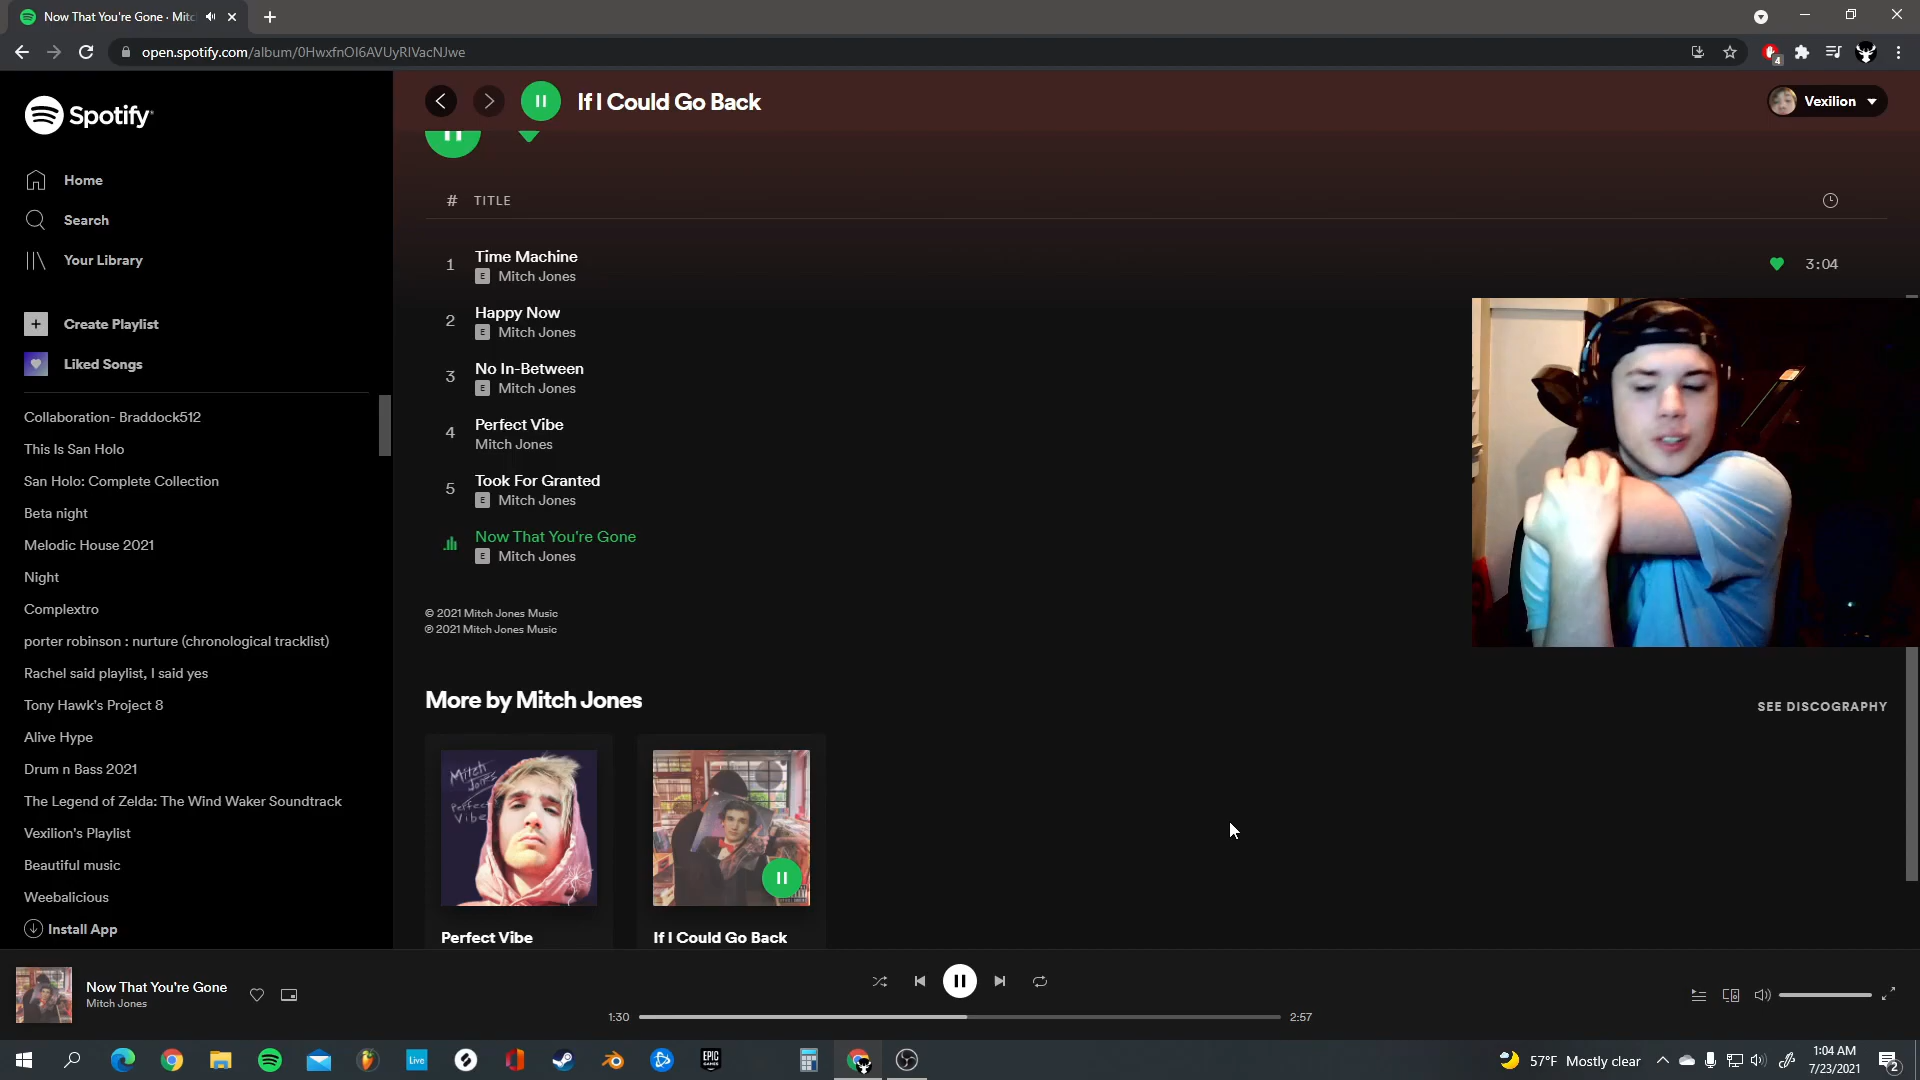 Now That You're Gone · Mitc
open.spotify.com/album/0HwxfnOI6AVUyRIVacNJwe
4
Spotify
Home
Search
Your Library
Create Playlist
Liked Songs
Collaboration- Braddock512
This Is San Holo
San Holo: Complete Collection
Beta night
Melodic House 2021
Night
Complextro
porter robinson : nurture (chronological tracklist)
Rachel said playlist, I said yes
Tony Hawk's Project 8
Alive Hype
Drum n Bass 2021
The Legend of Zelda: The Wind Waker Soundtrack
Vexilion's Playlist
Beautiful music
Weebalicious
Install App
If I Could Go Back
Vexilion
# TITLE
1 Time Machine 3:04
E Mitch Jones
2 Happy Now
E Mitch Jones
3 No In-Between
E Mitch Jones
4 Perfect Vibe
Mitch Jones
5 Took For Granted
E Mitch Jones
Now That You're Gone
E Mitch Jones
© 2021 Mitch Jones Music
℗ 2021 Mitch Jones Music
More by Mitch Jones
SEE DISCOGRAPHY
Mitch
Jones
Perfect
Vibe
Perfect Vibe
If I Could Go Back
Now That You're Gone
Mitch Jones
1:30
2:57
Live
EPIC
GAMES
57°F Mostly clear
1:04 AM
7/23/2021
2